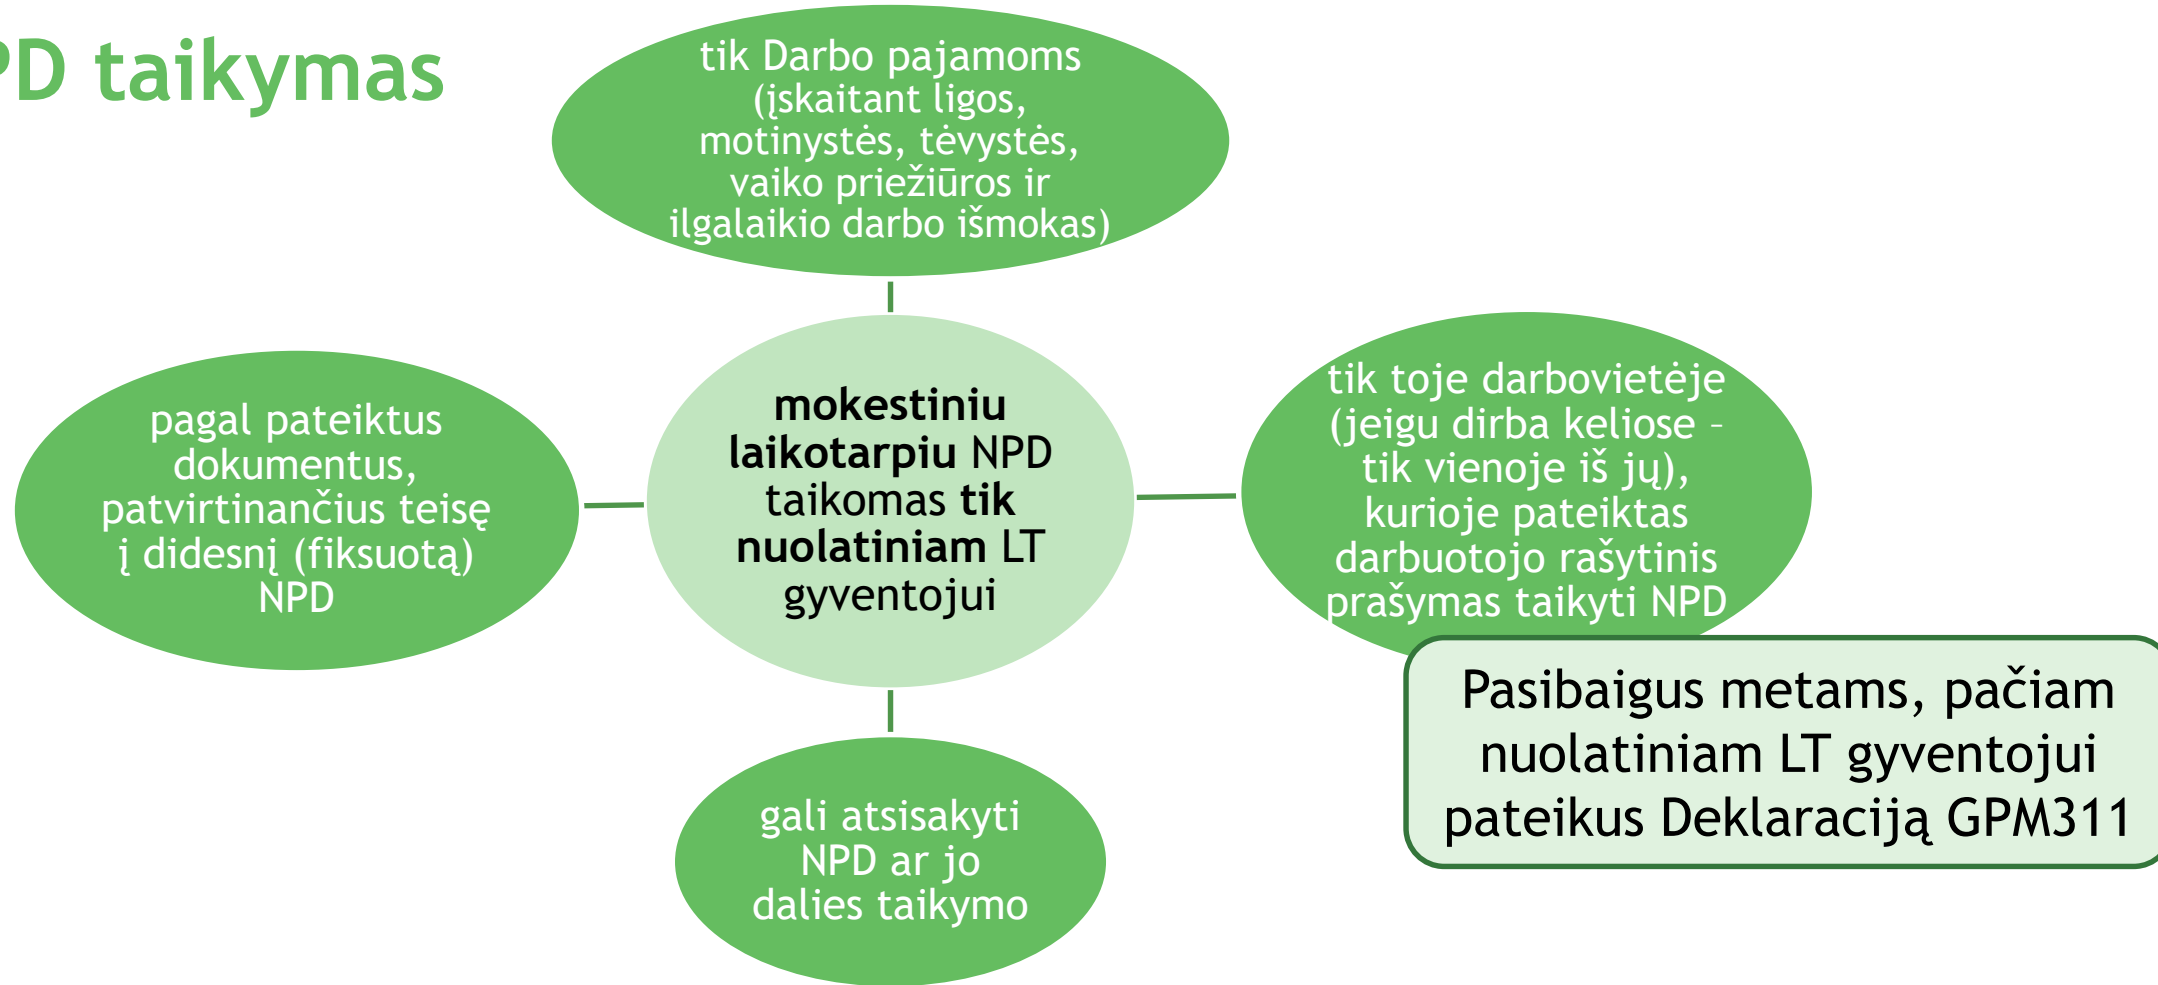 PD taikymas
tik Darbo pajamoms
(įskaitant ligos,
motinystės, tėvystės,
vaiko priežiūros ir
ilgalaikio darbo išmokas)
pagal pateiktus
dokumentus,
patvirtinančius teisę
į didesnį (fiksuotą)
NPD
mokestiniu
laikotarpiu NPD
taikomas tik
nuolatiniam LT
gyventojui
tik toje darbovietėje
(jeigu dirba keliose –
tik vienoje iš jų),
kurioje pateiktas
darbuotojo rašytinis
prašymas taikyti NPD
Pasibaigus metams, pačiam
nuolatiniam LT gyventojui
pateikus Deklaraciją GPM311
gali atsisakyti
NPD ar jo
dalies taikymo